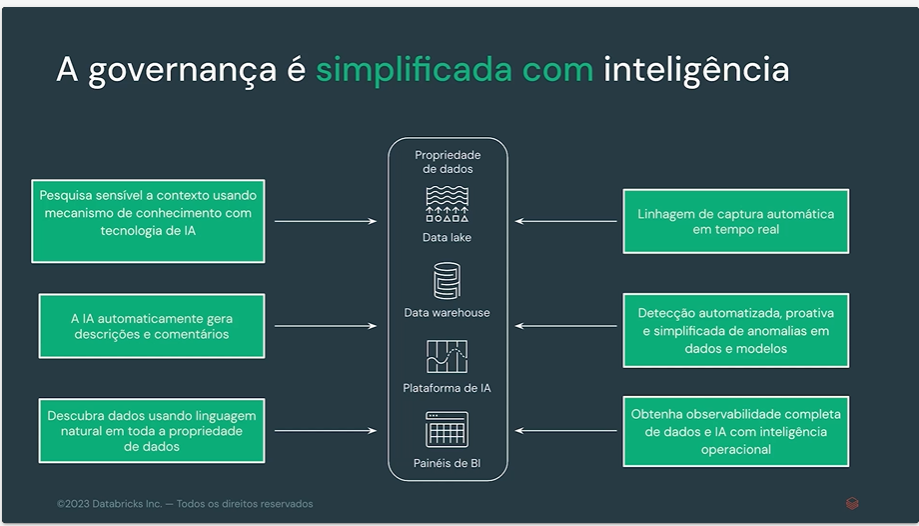 A governança é simplificada com inteligência
Pesquisa sensível a contexto usando
mecanismo de conhecimento com
tecnologia de IA
A IA automaticamente gera
descrições e comentários
Descubra dados usando linguagem
natural em toda a propriedade
de dados
Propriedade
de dados
Data lake
Data warehouse
Plataforma de IA
Painéis de BI
Linhagem de captura automática
em tempo real
Detecção automatizada, proativa
e simplificada de anomalias em
dados e modelos
Obtenha observabilidade completa
de dados e IA com inteligência
operacional
©2023 Databricks Inc. — Todos os direitos reservados